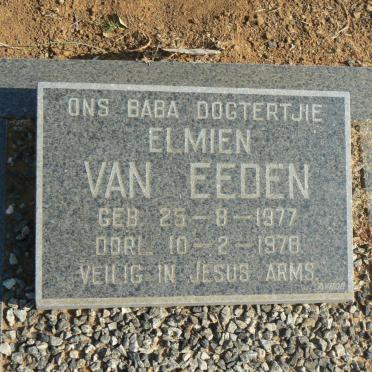 ONS BABA DOGTERTJIE
ELMIEN
VAN EEDEN
GEB. 25-8-1977
OORL. 10-2-1978
VEILIG IN JESUS ARMS